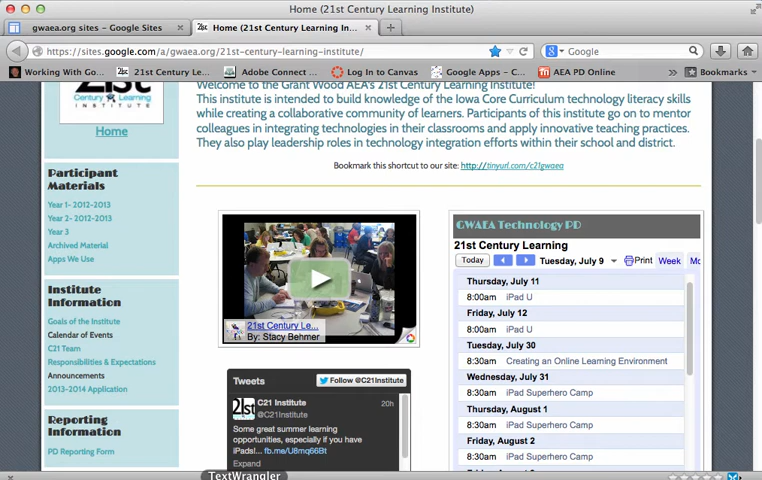 Home (21st Century Learning Institute)
gwaea.org sites - Google Sites
Home (21st Century Learning In...
https://sites.google.com/a/gwaea.org/21st-century-learning-institute/
Google
Working With Go...
21st Century Le...
Adobe Connect ...
Log In to Canvas
Google Apps - C...
AEA PD Online
Bookmarks
21st
Century Learning
INSTITUTE
Home
Participant
Materials
Year 1- 2012-2013
Year 2- 2012-2013
Year 3
Archived Material
Apps We Use
Institute
Information
Goals of the Institute
Calendar of Events
C21 Team
Responsibilities & Expectations
Announcements
2013-2014 Application
Reporting
Information
PD Reporting Form
Welcome to the Grant Wood AEA's 21st Century Learning Institute!
This institute is intended to build knowledge of the Iowa Core Curriculum technology literacy skills
while creating a collaborative community of learners. Participants of this institute go on to mentor
colleagues in integrating technologies in their classrooms and apply innovative teaching practices.
They also play leadership roles in technology integration efforts within their school and district.
Bookmark this shortcut to our site: http://tinyurl.com/c21gwaea
21st Century Le...
By: Stacy Behmer
Tweets
Follow @C21Institute
C21 Institute
20h
@C21Institute
Some great summer learning
opportunities, especially if you have
iPads!... fb.me/U8mq66Bt
Expand
GWAEA Technology PD
21st Century Learning
Today
Tuesday, July 9
Print
Week
Mo
Thursday, July 11
8:00am iPad U
Friday, July 12
8:00am iPad U
Tuesday, July 30
8:30am Creating an Online Learning Environment
Wednesday, July 31
8:30am iPad Superhero Camp
Thursday, August 1
8:30am iPad Superhero Camp
Friday, August 2
8:30am iPad Superhero Camp
TextWrangler